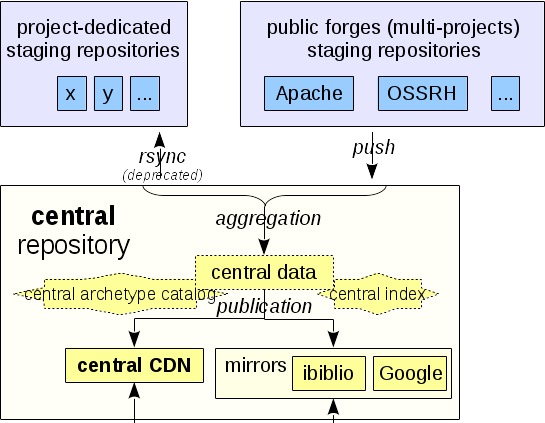 project-dedicated
staging repositories
x y ...
public forges (multi-projects)
staging repositories
Apache OSSRH ...
rsync
(deprecated)
push
central
repository
aggregation
central data
central archetype catalog
central index
publication
central CDN
mirrors ibiblio Google